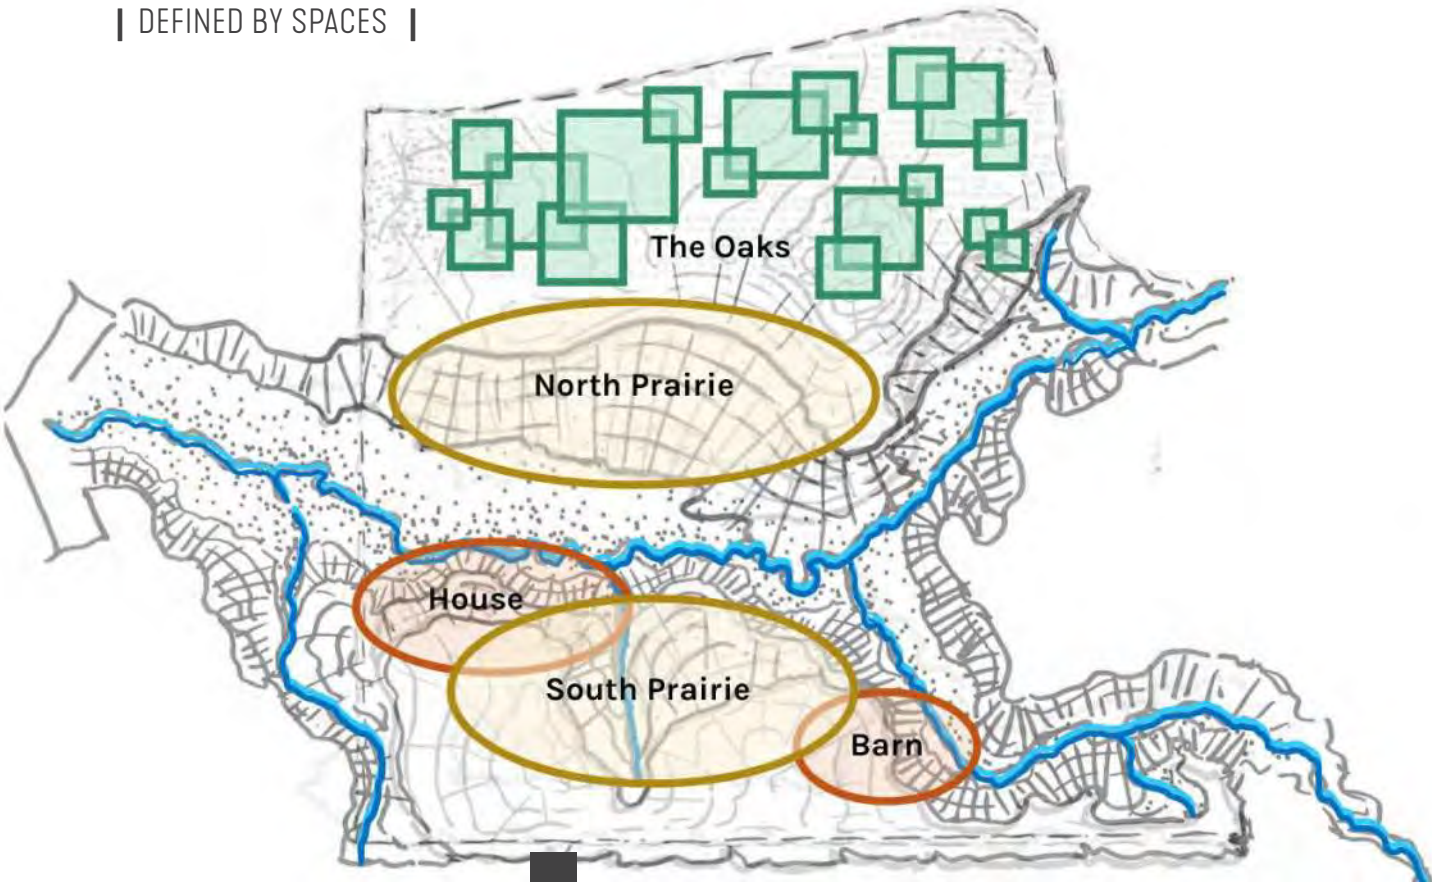 | DEFINED BY SPACES |
The Oaks
North Prairie
House
South Prairie
Barn